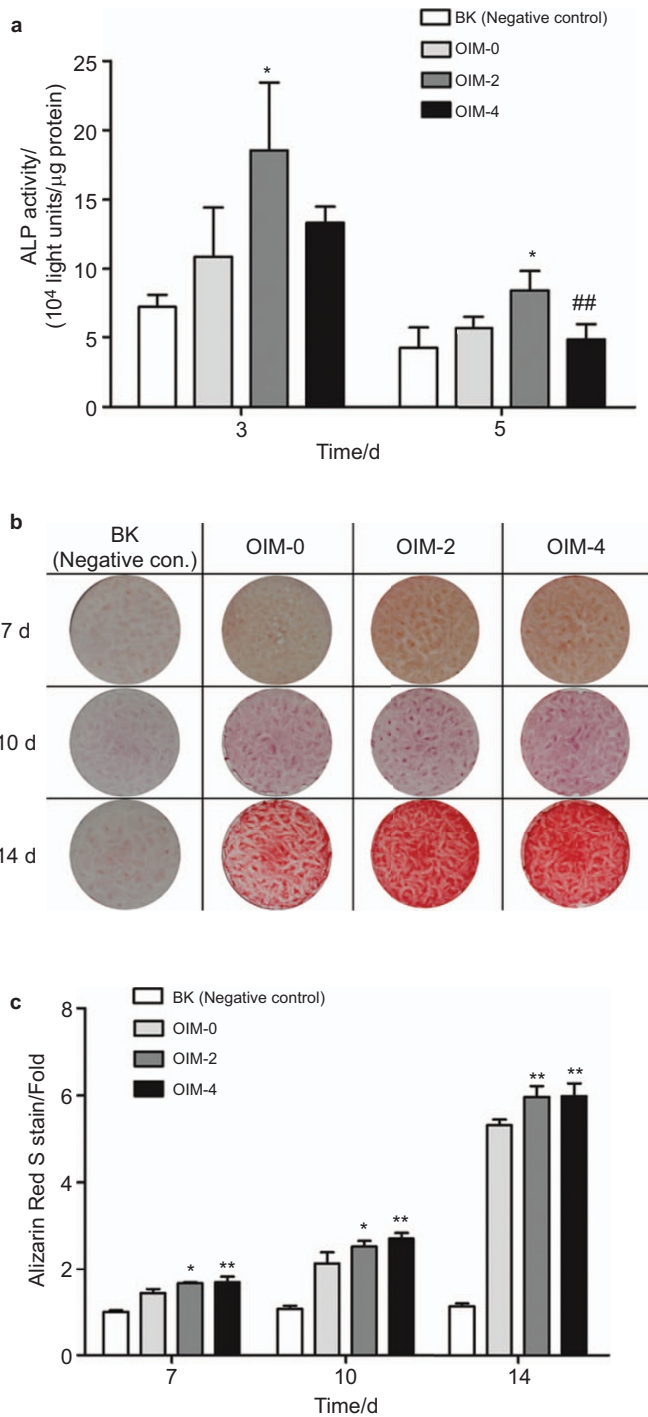 a
BK (Negative control)
OIM-0
OIM-2
OIM-4
ALP activity/
(10⁴ light units/μg protein)
25
20
15
10
5
0
*
*
##
3
5
Time/d
b
BK
(Negative con.)
OIM-0
OIM-2
OIM-4
7 d
10 d
14 d
c
BK (Negative control)
OIM-0
OIM-2
OIM-4
Alizarin Red S stain/Fold
8
6
4
2
0
*
**
*
**
**
**
7
10
14
Time/d